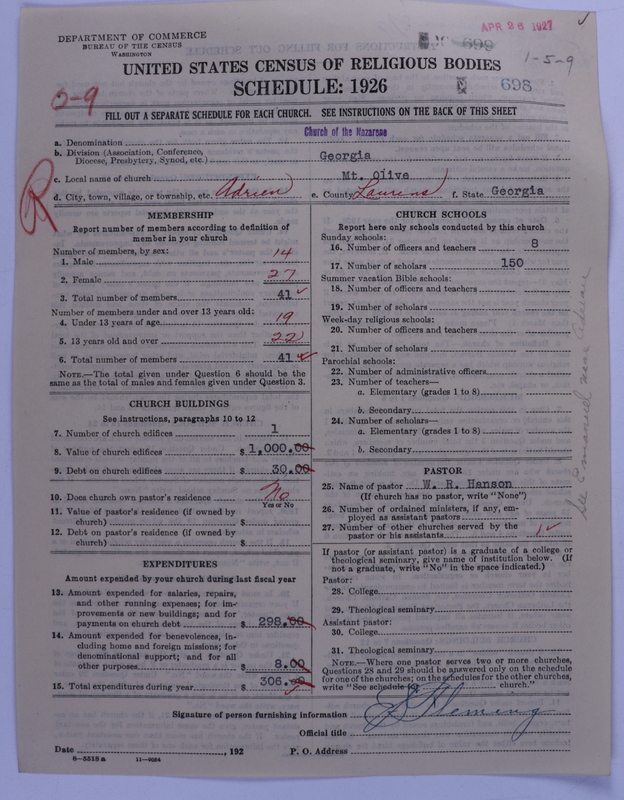 DEPARTMENT OF COMMERCE
BUREAU OF THE CENSUS
WASHINGTON
APR 26 1927
699
1-5-9
UNITED STATES CENSUS OF RELIGIOUS BODIES
SCHEDULE: 1926
698
0-9
FILL OUT A SEPARATE SCHEDULE FOR EACH CHURCH. SEE INSTRUCTIONS ON THE BACK OF THIS SHEET
a. Denomination Church of the Nazarene
b. Division (Association, Conference, Diocese, Presbytery, Synod, etc.) Georgia
c. Local name of church Mt. Olive
d. City, town, village, or township, etc. Adrien e. County Laurens f. State Georgia
R
MEMBERSHIP
Report number of members according to definition of
member in your church
Number of members, by sex:
1. Male 14
2. Female 27
3. Total number of members 41
Number of members under and over 13 years old:
4. Under 13 years of age 19
5. 13 years old and over 22
6. Total number of members 41
NOTE.—The total given under Question 6 should be
same as the total of males and females given under Question 3.
CHURCH BUILDINGS
See instructions, paragraphs 10 to 12
7. Number of church edifices 1
8. Value of church edifices $1,000.00
9. Debt on church edifices $ 30.00
10. Does church own pastor's residence No
Yes or No
11. Value of pastor's residence (if owned by
church) $
12. Debt on pastor's residence (if owned by
church) $
EXPENDITURES
Amount expended by your church during last fiscal year
13. Amount expended for salaries, repairs,
and other running expenses; for im-
provements or new buildings; and for
payments on church debt $ 298.00
14. Amount expended for benevolences, in-
cluding home and foreign missions; for
denominational support; and for all
other purposes $ 8.00
15. Total expenditures during year $ 306.00
CHURCH SCHOOLS
Report here only schools conducted by this church
Sunday schools:
16. Number of officers and teachers 8
17. Number of scholars 150
Summer vacation Bible schools:
18. Number of officers and teachers
19. Number of scholars
Week-day religious schools:
20. Number of officers and teachers
21. Number of scholars
Parochial schools:
22. Number of administrative officers
23. Number of teachers—
a. Elementary (grades 1 to 8)
b. Secondary
24. Number of scholars—
a. Elementary (grades 1 to 8)
b. Secondary
PASTOR
25. Name of pastor W. R. Hanson
(If church has no pastor, write "None")
26. Number of ordained ministers, if any, em-
ployed as assistant pastors
27. Number of other churches served by the
pastor or his assistants 1
If pastor (or assistant pastor) is a graduate of a college or
theological seminary, give name of institution below. (If
not a graduate, write "No" in the space indicated.)
Pastor:
28. College
29. Theological seminary
Assistant pastor:
30. College
31. Theological seminary
NOTE.—Where one pastor serves two or more churches,
Questions 28 and 29 should be answered only on the schedule
for one of the churches; on the schedules for the other churches,
write "See schedule for church."
See Emanuel
Signature of person furnishing information Fleming
Official title
Date , 192 P. O. Address
8-5518a 11-9064